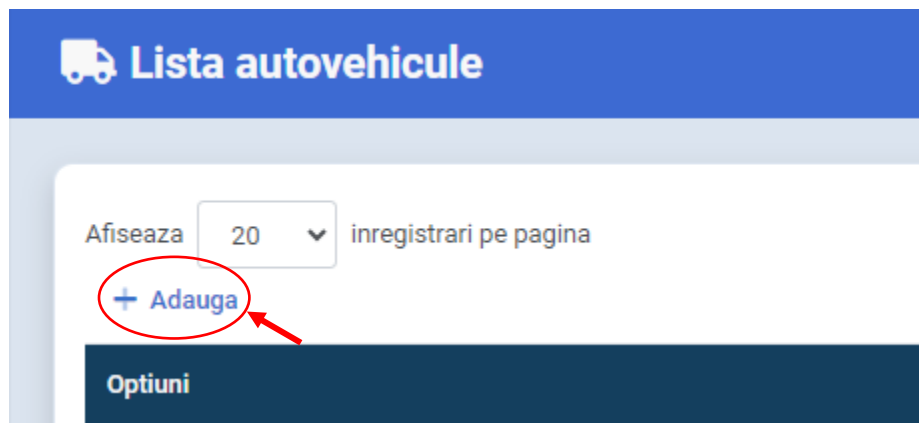 Lista autovehicule
Afiseaza 20 inregistrari pe pagina
+ Adauga
Optiuni